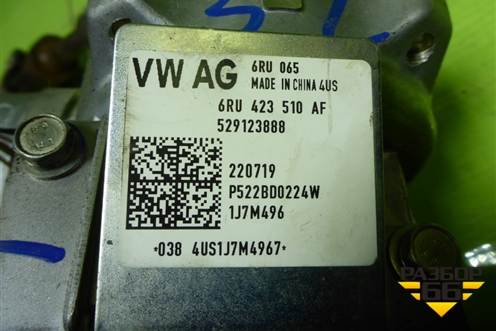 VW AG
6RU 065
MADE IN CHINA 4US
6RU 423 510 AF
529123888
220719
P522BD0224W
1J7M496
*038 4US1J7M4967*
РАЗБОР
66